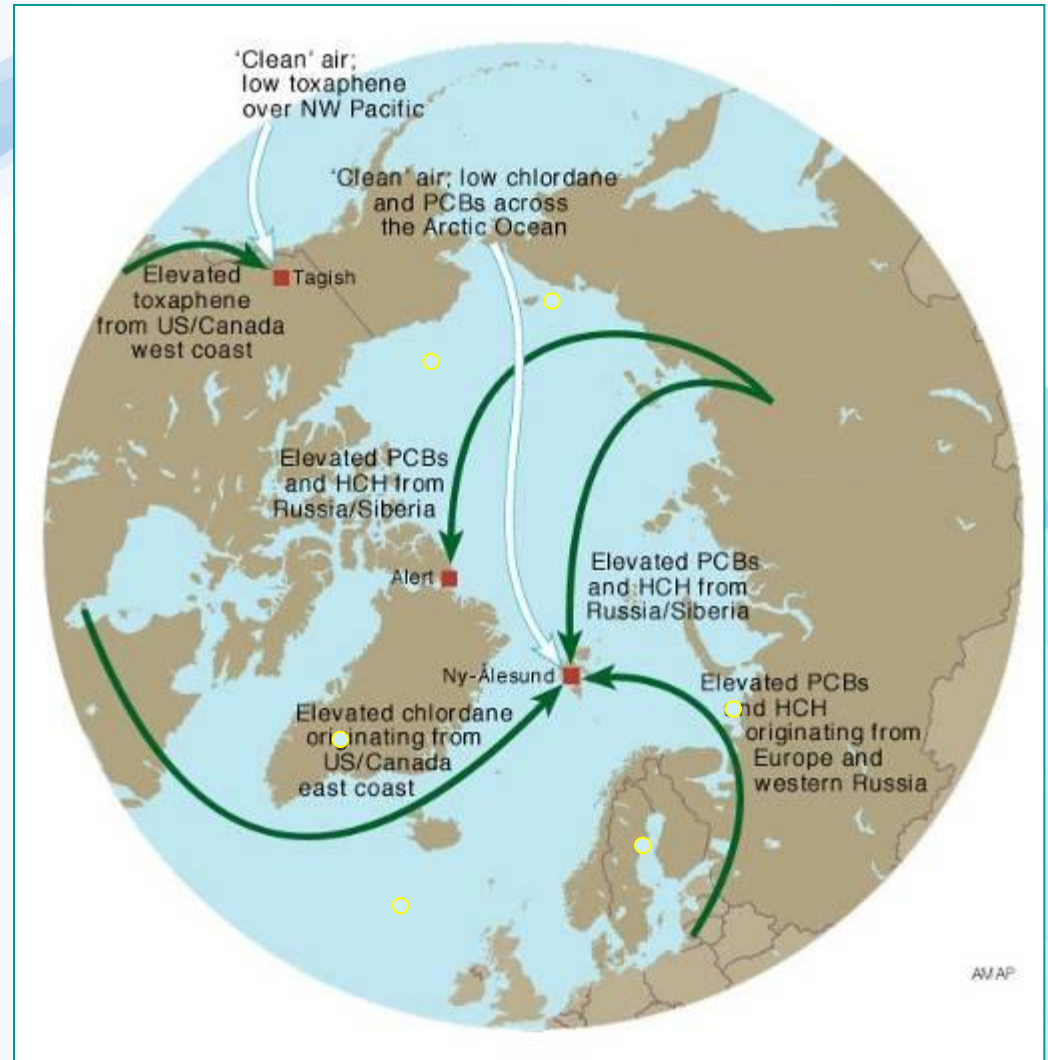 ‘Clean’ air;
low toxaphene
over NW Pacific
‘Clean’ air; low chlordane
and PCBs across
the Arctic Ocean
Tagish
Elevated
toxaphene
from US/Canada
west coast
Elevated PCBs
and HCH from
Russia/Siberia
Alert
Elevated PCBs
and HCH from
Russia/Siberia
Ny-Ålesund
Elevated chlordane
originating from
US/Canada
east coast
Elevated PCBs
and HCH
originating from
Europe and
western Russia
AMAP